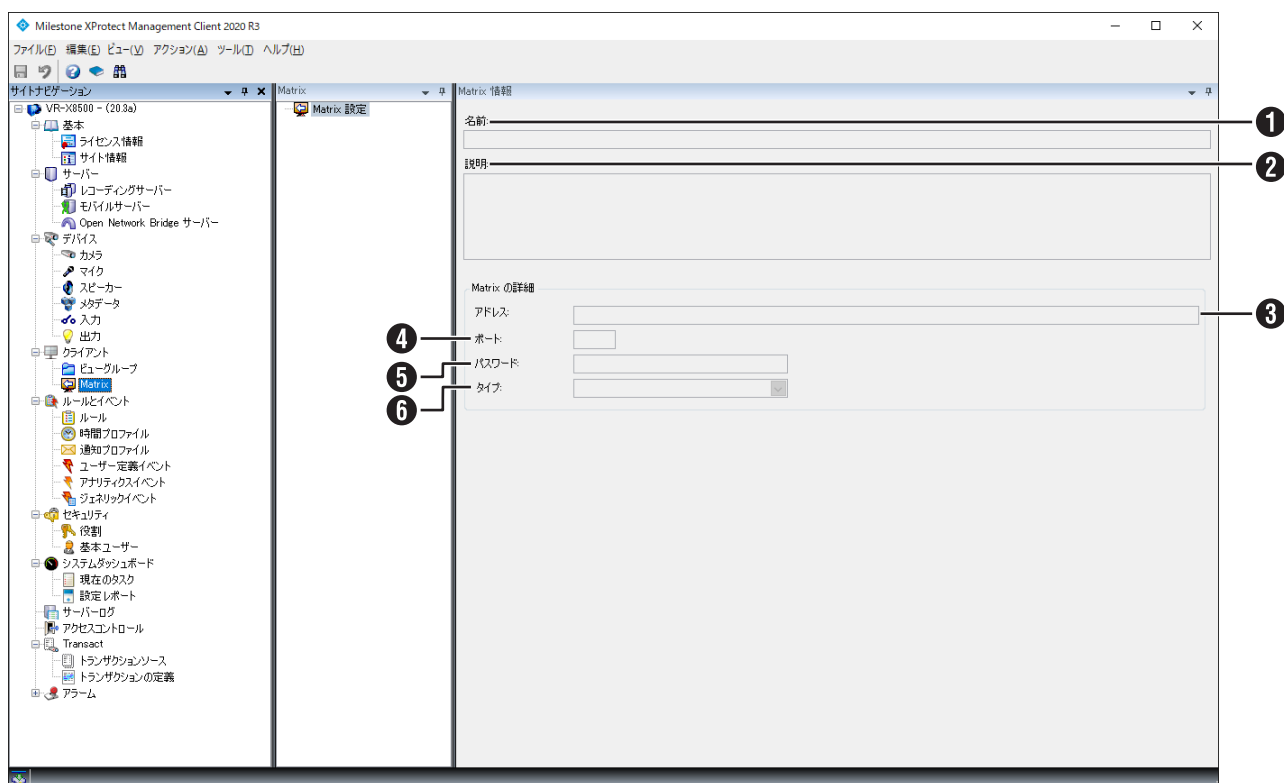 Milestone XProtect Management Client 2020 R3
ファイル(F) 編集(E) ビュー(V) アクション(A) ツール(T) ヘルプ(H)
サイトナビゲーション
VR-X8500 - (20.3a)
基本
ライセンス情報
サイト情報
サーバー
レコーディングサーバー
モバイルサーバー
Open Network Bridge サーバー
デバイス
カメラ
マイク
スピーカー
メタデータ
入力
出力
クライアント
ビューグループ
Matrix
ルールとイベント
ルール
時間プロファイル
通知プロファイル
ユーザー定義イベント
アナリティクスイベント
ジェネリックイベント
セキュリティ
役割
基本ユーザー
システムダッシュボード
現在のタスク
設定レポート
サーバーログ
アクセスコントロール
Transact
トランザクションソース
トランザクションの定義
アラーム
Matrix
Matrix 設定
Matrix 情報
名前:
❶
説明:
❷
Matrix の詳細
アドレス:
❸
❹ ポート:
❺ パスワード:
❻ タイプ: